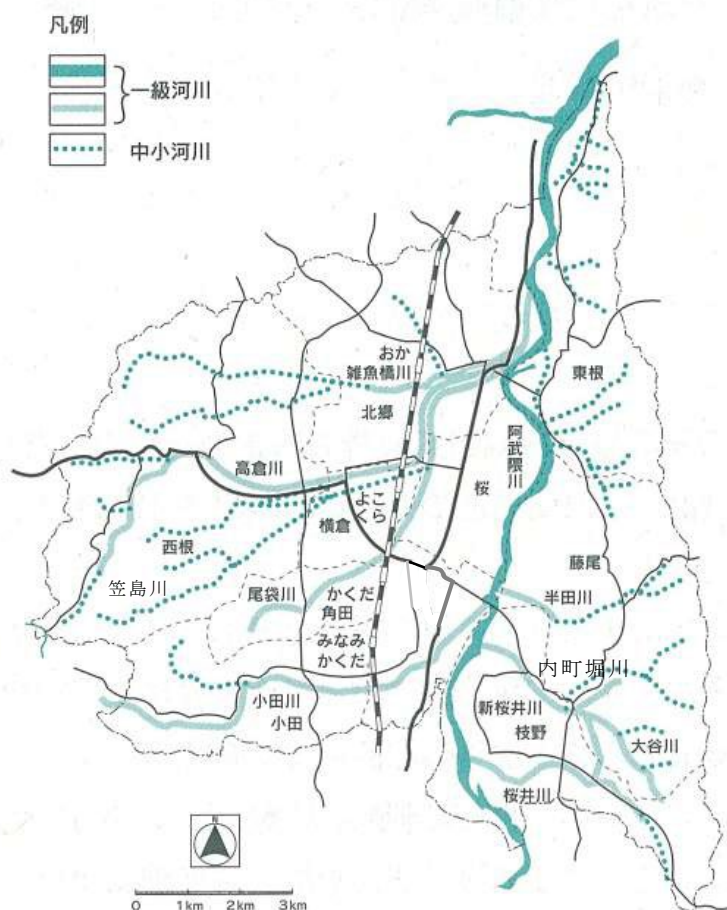 凡例
一級河川
中小河川
おか
雑魚橋川
北郷
東根
阿武隈川
高倉川
桜
よこ
くら
横倉
西根
藤尾
笠島川
尾袋川
かくだ
角田
半田川
みなみ
かくだ
内町堀川
小田川
小田
新桜井川
枝野
大谷川
桜井川
N
0 1km 2km 3km